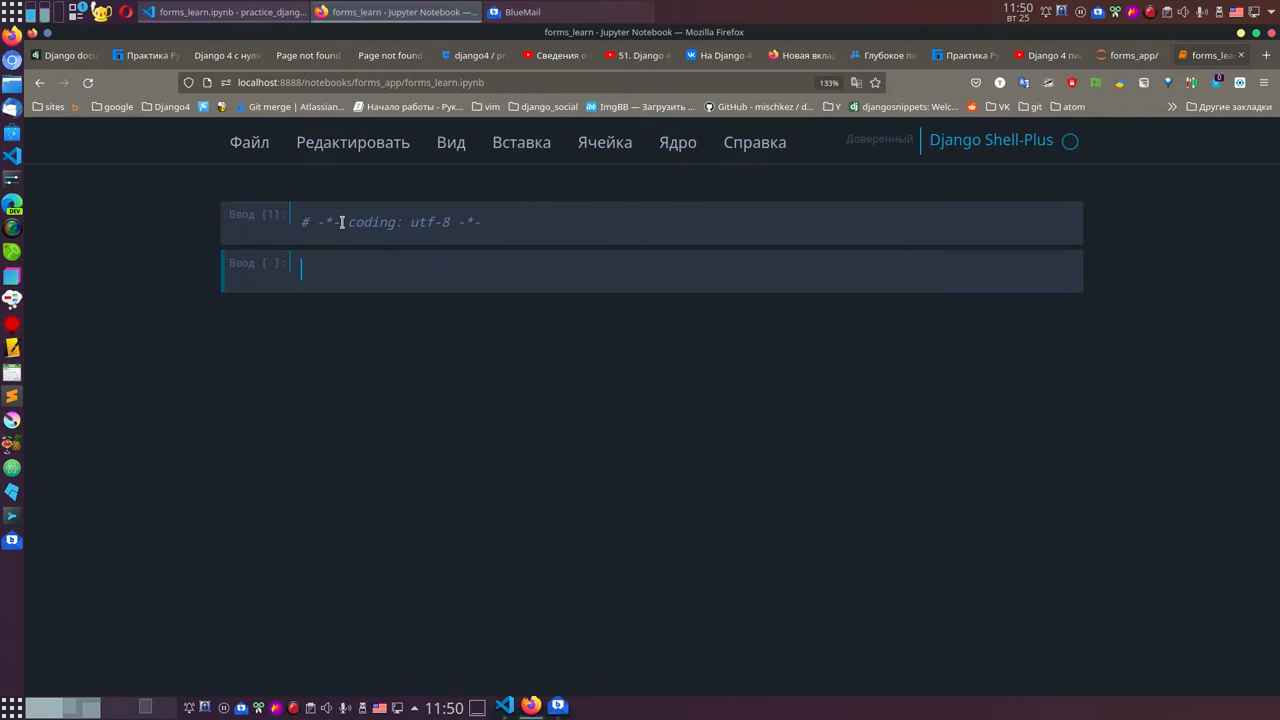 forms_learn.ipynb - practice_djang...
forms_learn - Jupyter Notebook —...
BlueMail
11:50
ВТ 25
forms_learn - Jupyter Notebook — Mozilla Firefox
Django docu
Практика Р
Django 4 с нуля
Page not found
Page not found
django4 / pr
Сведения о
51. Django 4
На Django 4
Новая вклад
Глубокое по
Практика Ру
Django 4 пи
forms_app/
forms_lea
localhost:8888/notebooks/forms_app/forms_learn.ipynb
133%
sites
google
Django4
Git merge | Atlassian...
Начало работы - Рук...
vim
django_social
ImgBB — Загрузить ...
GitHub - mischkez / d...
Y
djangosnippets: Welc...
VK
git
atom
Другие закладки
Файл
Редактировать
Вид
Вставка
Ячейка
Ядро
Справка
Доверенный
Django Shell-Plus
Ввод [1]:
# -*- coding: utf-8 -*-
Ввод [ ]:
DEV
11:50